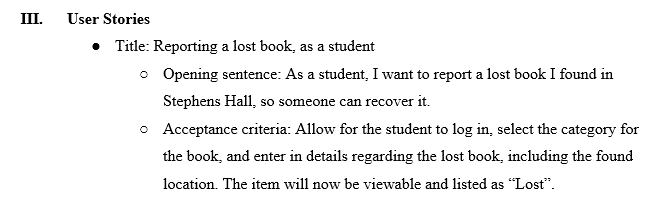 III. User Stories
● Title: Reporting a lost book, as a student
○ Opening sentence: As a student, I want to report a lost book I found in
Stephens Hall, so someone can recover it.
○ Acceptance criteria: Allow for the student to log in, select the category for
the book, and enter in details regarding the lost book, including the found
location. The item will now be viewable and listed as “Lost”.